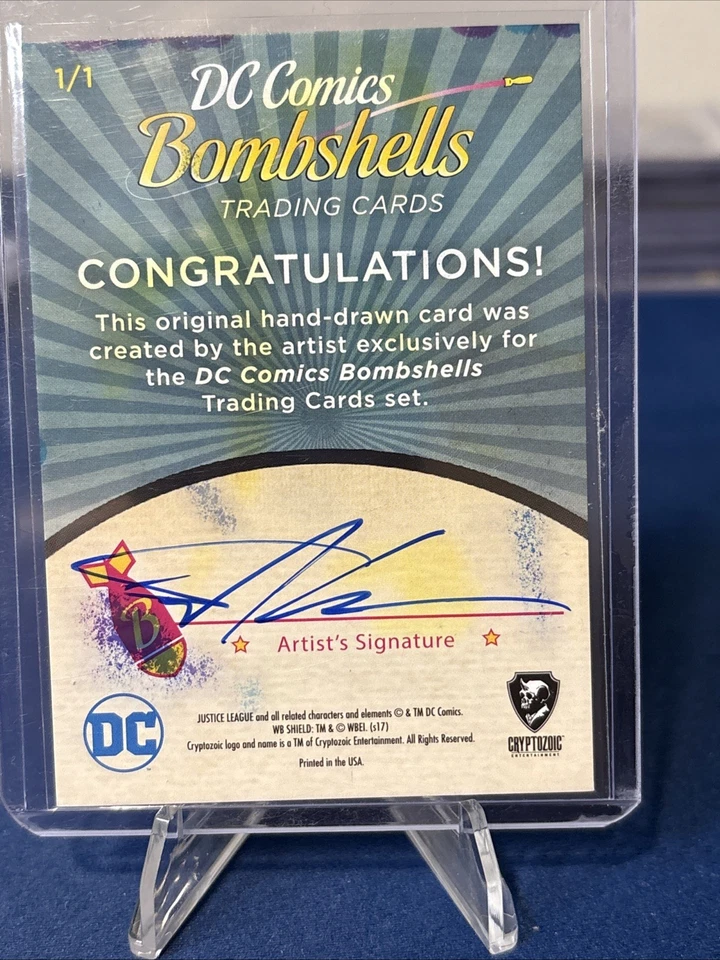 1/1
DC Comics
Bombshells
TRADING CARDS
CONGRATULATIONS!
This original hand-drawn card was
created by the artist exclusively for
the DC Comics Bombshells
Trading Cards set.
B
Artist's Signature
DC
JUSTICE LEAGUE and all related characters and elements © & TM DC Comics.
WB SHIELD: TM & © WBEI. (s17)
Cryptozoic logo and name is a TM of Cryptozoic Entertainment. All Rights Reserved.
Printed in the USA.
CRYPTOZOIC
ENTERTAINMENT